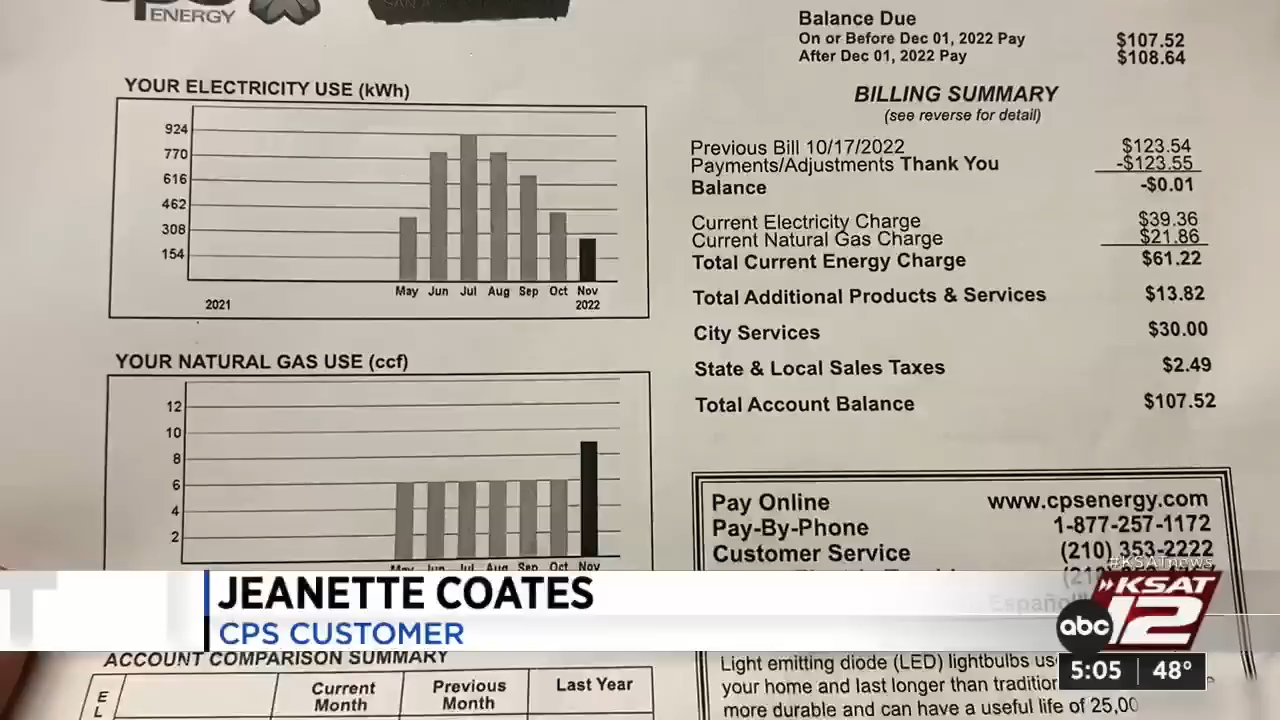 ENERGY
Balance Due
On or Before Dec 01, 2022 Pay $107.52
After Dec 01, 2022 Pay $108.64
YOUR ELECTRICITY USE (kWh)
924
770
616
462
308
154
May Jun Jul Aug Sep Oct Nov
2021 2022
BILLING SUMMARY
(see reverse for detail)
Previous Bill 10/17/2022 $123.54
Payments/Adjustments Thank You -$123.55
Balance -$0.01
Current Electricity Charge $39.36
Current Natural Gas Charge $21.86
Total Current Energy Charge $61.22
Total Additional Products & Services $13.82
City Services $30.00
State & Local Sales Taxes $2.49
Total Account Balance $107.52
YOUR NATURAL GAS USE (ccf)
12
10
8
6
4
2
May Jun Jul Aug Sep Oct Nov
Pay Online www.cpsenergy.com
Pay-By-Phone 1-877-257-1172
Customer Service (210) 353-2222
Español
#KSATnews
JEANETTE COATES
CPS CUSTOMER
KSAT
12
abc
5:05 48°
ACCOUNT COMPARISON SUMMARY
Current Month Previous Month Last Year
E
L
Light emitting diode (LED) lightbulbs
your home and last longer than
more durable and can have a useful life of